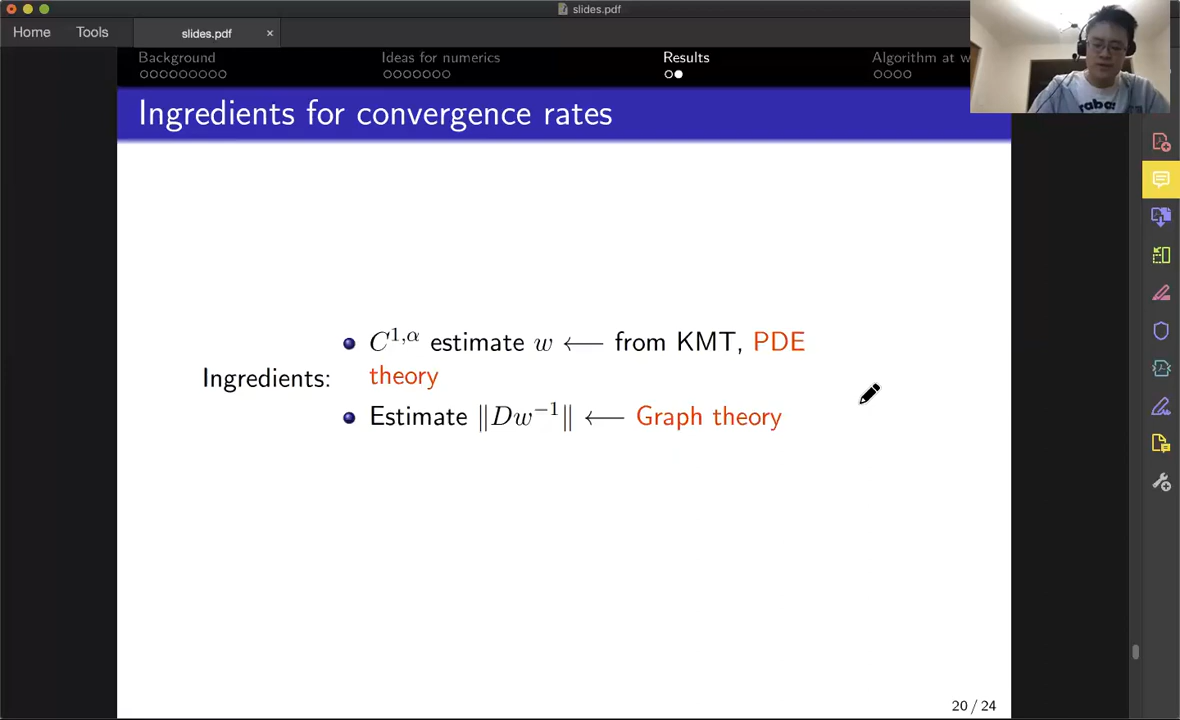 slides.pdf
Home Tools slides.pdf ×
Background Ideas for numerics Results Algorithm at w
Ingredients for convergence rates
Ingredients:
• C^{1,α} estimate w ⟵ from KMT, PDE
theory
• Estimate ‖Dw^{−1}‖ ⟵ Graph theory
20 / 24